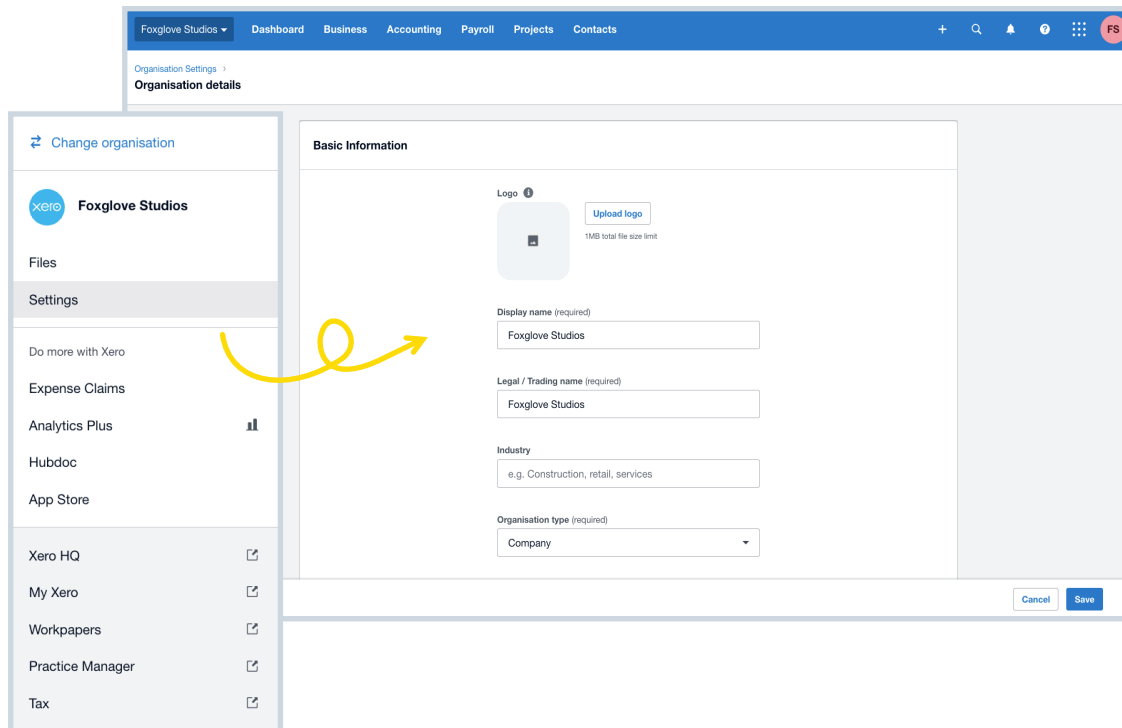 Foxglove Studios
Dashboard
Business
Accounting
Payroll
Projects
Contacts
FS
Organisation Settings
Organisation details
Change organisation
xero
Foxglove Studios
Files
Settings
Do more with Xero
Expense Claims
Analytics Plus
Hubdoc
App Store
Xero HQ
My Xero
Workpapers
Practice Manager
Tax
Basic Information
Logo
Upload logo
1MB total file size limit
Display name (required)
Foxglove Studios
Legal / Trading name (required)
Foxglove Studios
Industry
e.g. Construction, retail, services
Organisation type (required)
Company
Cancel
Save